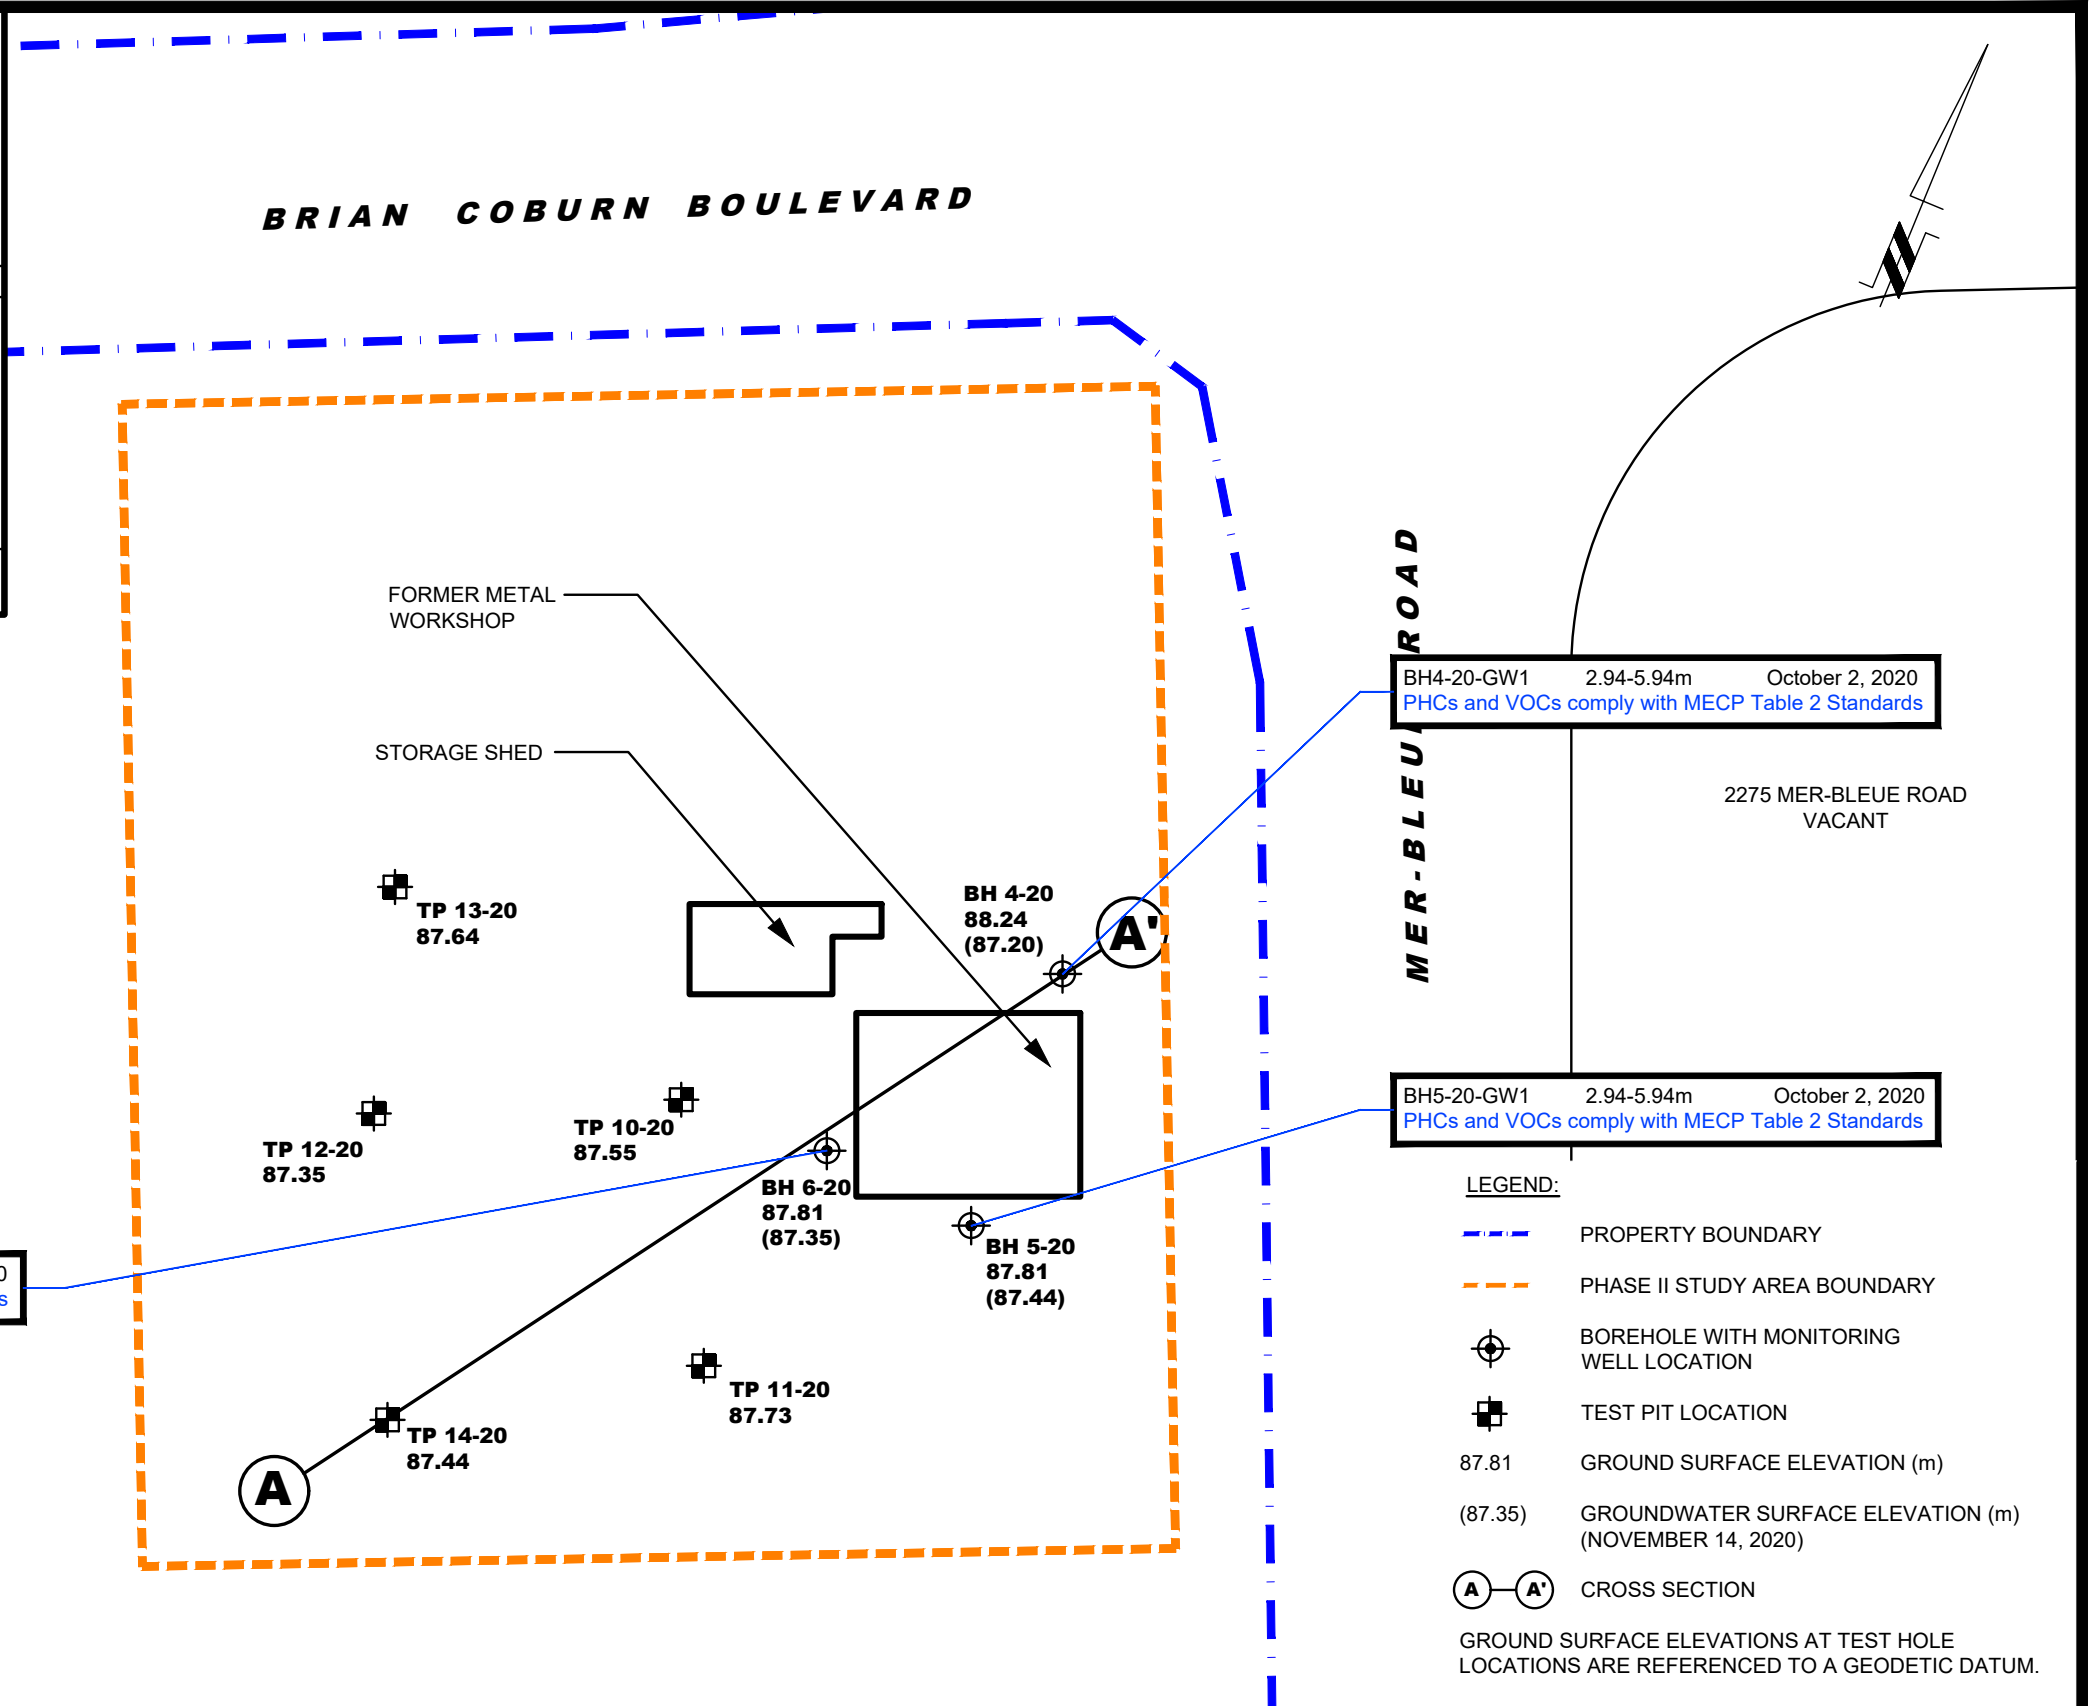 BRIAN COBURN BOULEVARD
FORMER METAL
WORKSHOP
STORAGE SHED
MER-BLEUE ROAD
BH4-20-GW1 2.94-5.94m October 2, 2020
PHCs and VOCs comply with MECP Table 2 Standards
2275 MER-BLEUE ROAD
VACANT
TP 13-20
87.64
BH 4-20
88.24
(87.20)
A'
TP 12-20
87.35
TP 10-20
87.55
BH 6-20
87.81
(87.35)
BH 5-20
87.81
(87.44)
BH5-20-GW1 2.94-5.94m October 2, 2020
PHCs and VOCs comply with MECP Table 2 Standards
0
s
TP 11-20
87.73
TP 14-20
87.44
A
LEGEND:
PROPERTY BOUNDARY
PHASE II STUDY AREA BOUNDARY
BOREHOLE WITH MONITORING
WELL LOCATION
TEST PIT LOCATION
87.81 GROUND SURFACE ELEVATION (m)
(87.35) GROUNDWATER SURFACE ELEVATION (m)
(NOVEMBER 14, 2020)
A A' CROSS SECTION
GROUND SURFACE ELEVATIONS AT TEST HOLE
LOCATIONS ARE REFERENCED TO A GEODETIC DATUM.